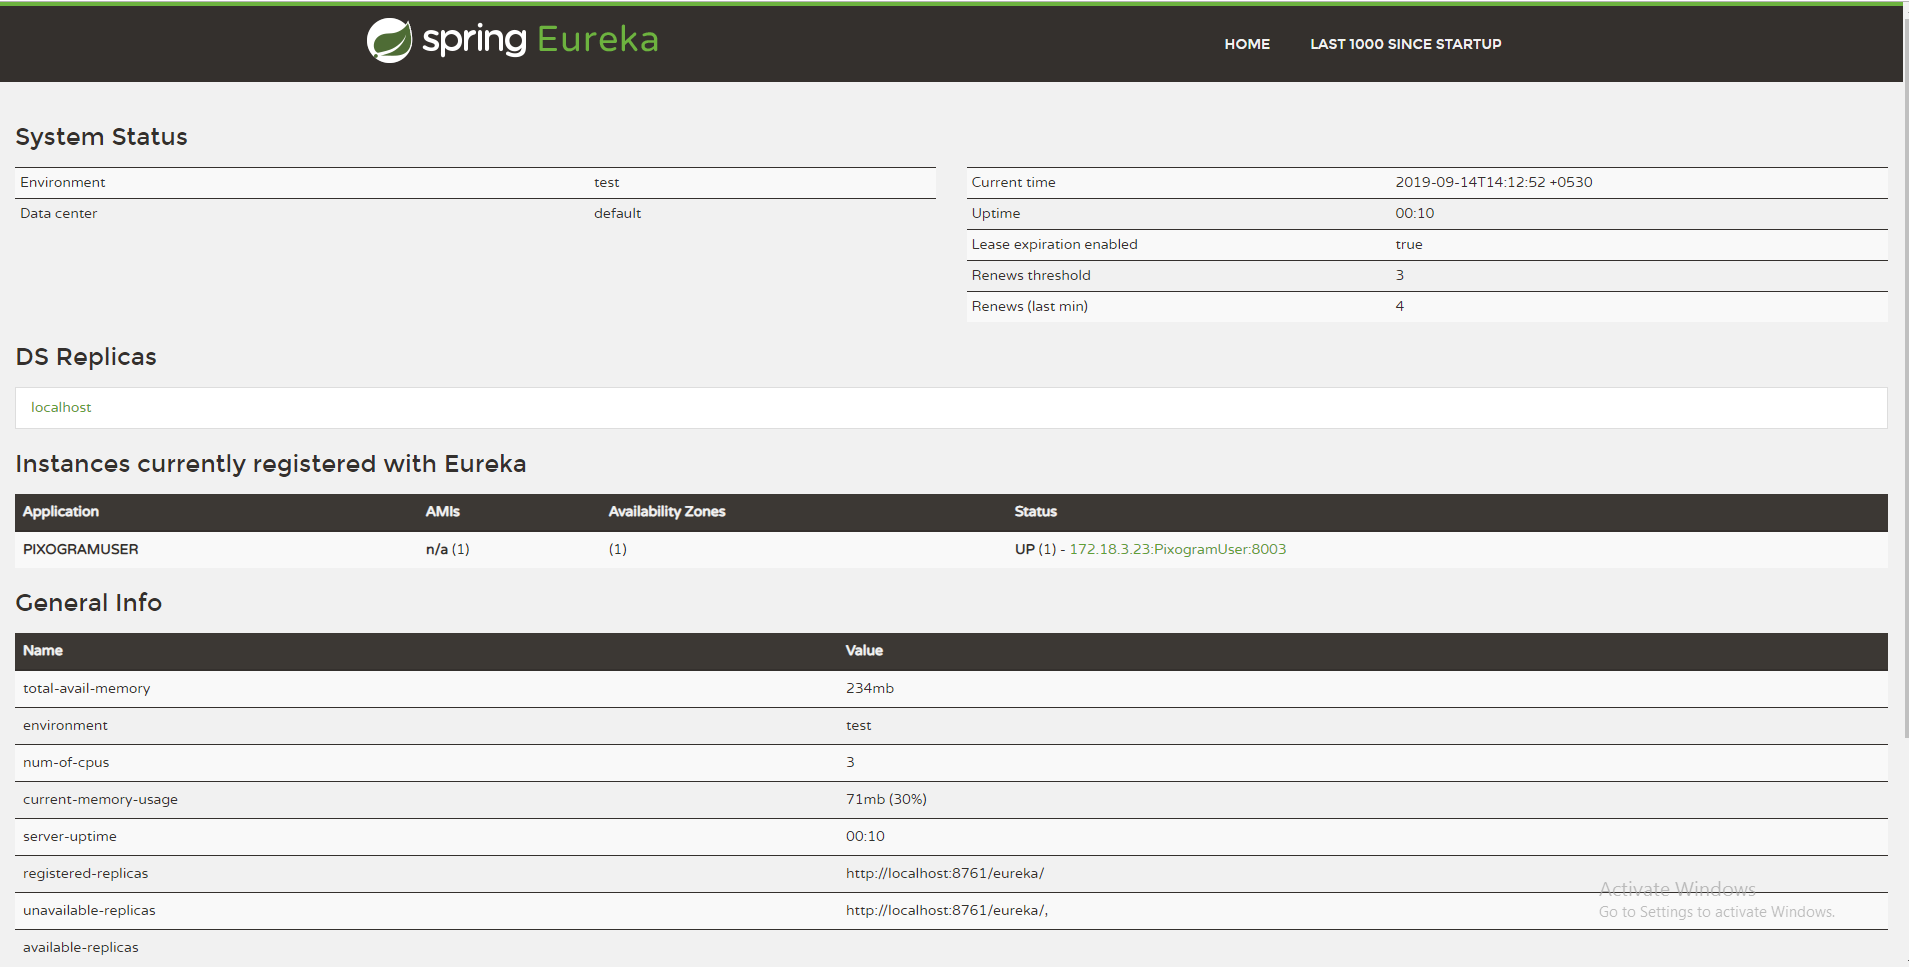 spring Eureka
HOME LAST 1000 SINCE STARTUP
System Status
Environment test
Data center default
Current time 2019-09-14T14:12:52 +0530
Uptime 00:10
Lease expiration enabled true
Renews threshold 3
Renews (last min) 4
DS Replicas
localhost
Instances currently registered with Eureka
Application AMIs Availability Zones Status
PIXOGRAMUSER n/a (1) (1) UP (1) - 172.18.3.23:PixogramUser:8003
General Info
Name Value
total-avail-memory 234mb
environment test
num-of-cpus 3
current-memory-usage 71mb (30%)
server-uptime 00:10
registered-replicas http://localhost:8761/eureka/
unavailable-replicas http://localhost:8761/eureka/,
available-replicas
Activate Windows
Go to Settings to activate Windows.